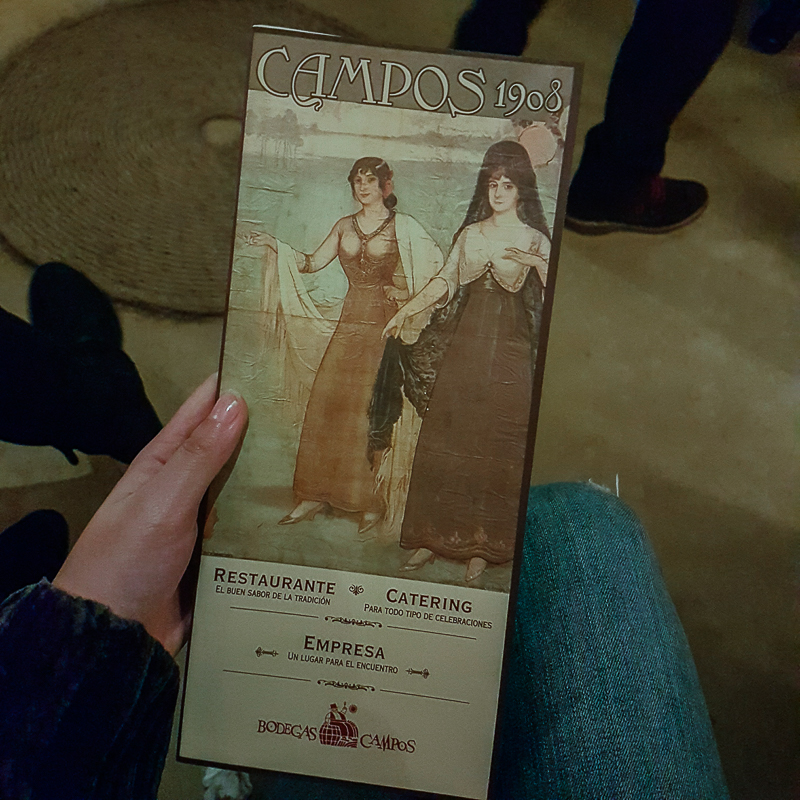 CAMPOS 1908
RESTAURANTE
EL BUEN SABOR DE LA TRADICIÓN
CATERING
PARA TODO TIPO DE CELEBRACIONES
EMPRESA
UN LUGAR PARA EL ENCUENTRO
BODEGAS CAMPOS